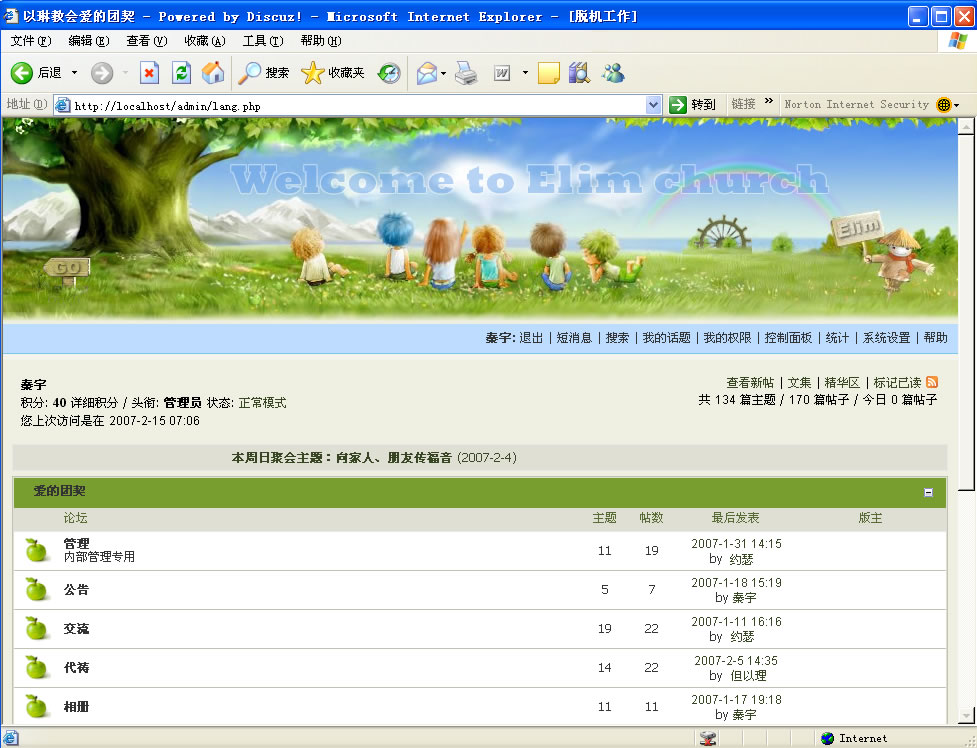 以琳教会爱的团契 - Powered by Discuz! - Microsoft Internet Explorer - [脱机工作]
文件(F) 编辑(E) 查看(V) 收藏(A) 工具(T) 帮助(H)
后退 搜索 收藏夹
地址(D) http://localhost/admin/lang.php 转到 链接 » Norton Internet Security
Welcome to Elim church
Elim
GO
秦宇: 退出 | 短消息 | 搜索 | 我的话题 | 我的权限 | 控制面板 | 统计 | 系统设置 | 帮助
秦宇
查看新帖 | 文集 | 精华区 | 标记已读
积分: 40 详细积分 / 头衔: 管理员 状态: 正常模式
共 134 篇主题 / 170 篇帖子 / 今日 0 篇帖子
您上次访问是在 2007-2-15 07:06
本周日聚会主题：向家人、朋友传福音 (2007-2-4)
爱的团契
论坛 主题 帖数 最后发表 版主
管理 11 19 2007-1-31 14:15
内部管理专用 by 约瑟
公告 5 7 2007-1-18 15:19
by 秦宇
交流 19 22 2007-1-11 16:16
by 约瑟
代祷 14 22 2007-2-5 14:35
by 但以理
相册 11 11 2007-1-17 19:18
by 秦宇
Internet